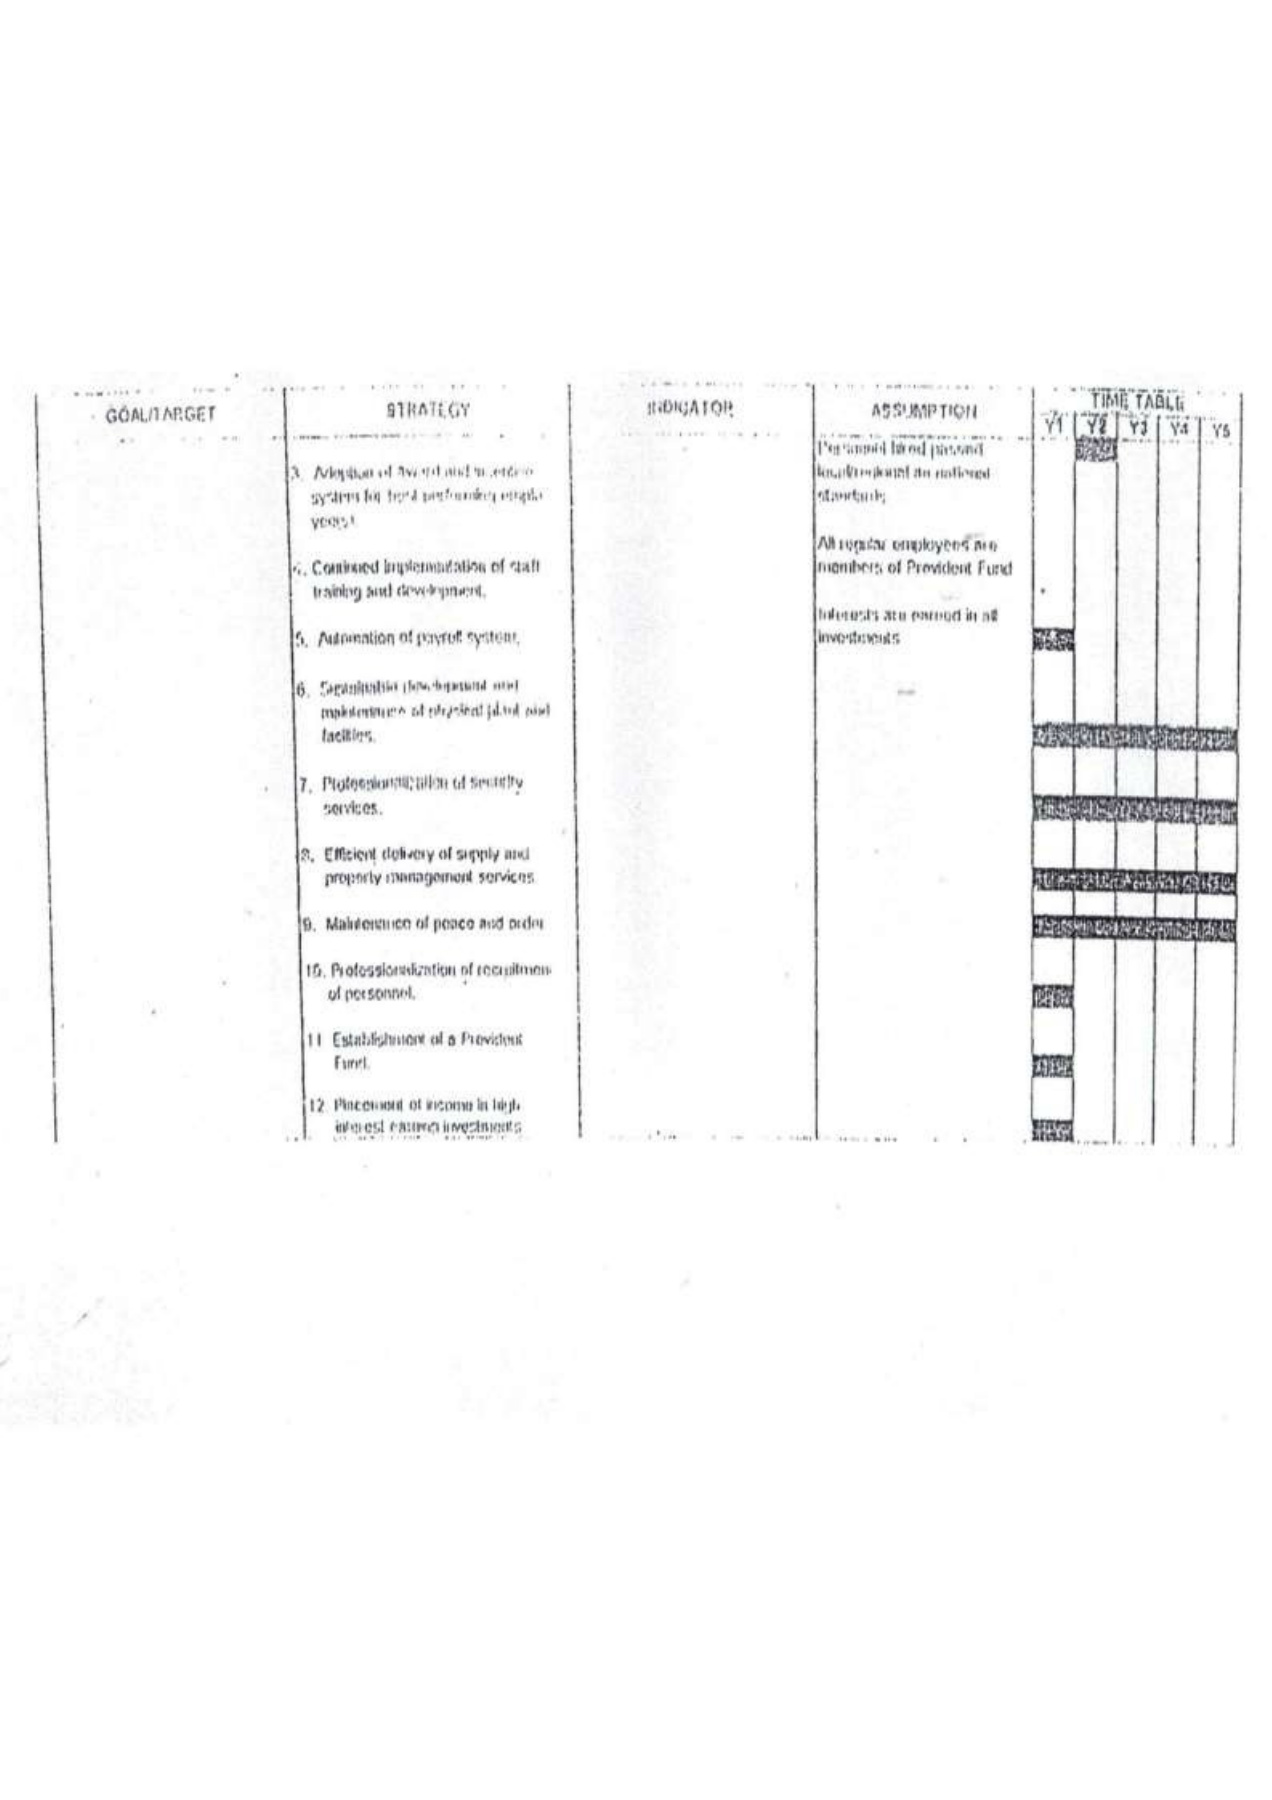 GOAL/TARGET
STRATEGY
INDICATOR
ASSUMPTION
TIME TABLE
Y1 Y2 Y3 Y4 Y5
3. Adoption of Award and incentive
system for best performing emplo
yees.
4. Continued implementation of staff
training and development.
5. Automation of payroll system.
6. development and
maintenance of physical plant and
facilities.
7. Professionalization of security
services.
8. Efficient delivery of supply and
property management services
9. Maintenance of peace and order
10. Professionalization of recruitment
of personnel.
11 Establishment of a Provident
Fund.
12. Placement of income in high
interest earning investments
Personnel hired passed
local/regional an national
standards
All regular employees are
members of Provident Fund
Interests are earned in all
investments